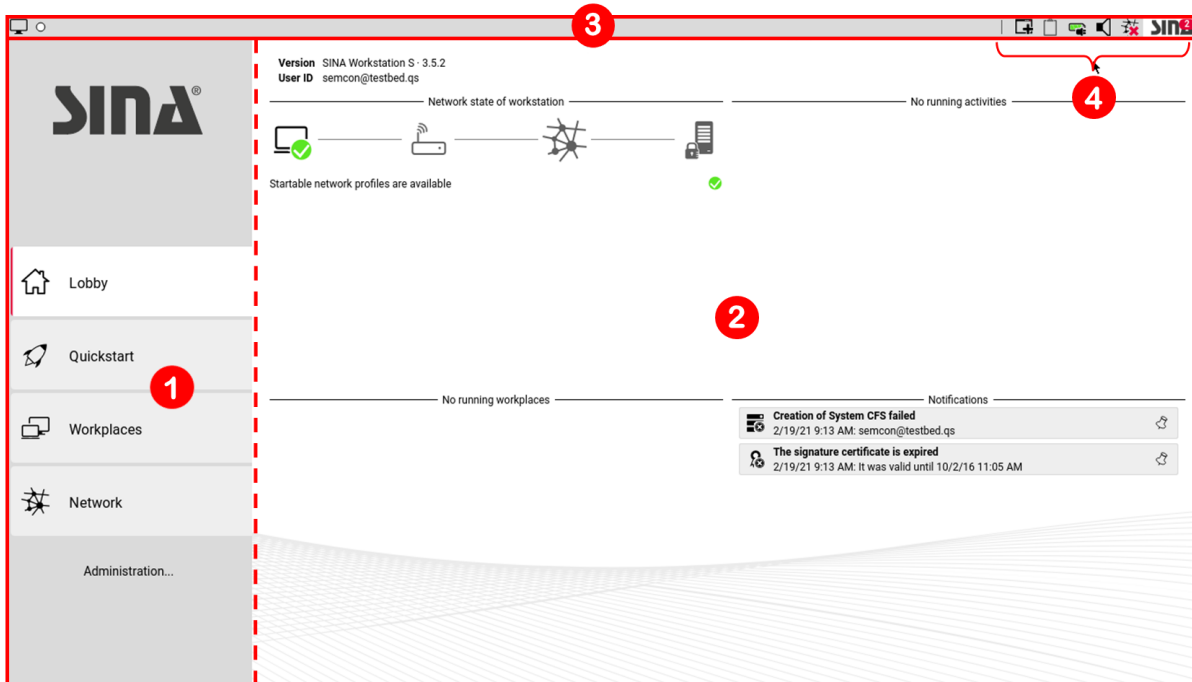 3
SINA 2
4
SINA®
Version SINA Workstation S · 3.5.2
User ID semcon@testbed.qs
Network state of workstation
No running activities
Startable network profiles are available
Lobby
Quickstart
1
Workplaces
Network
Administration...
2
No running workplaces
Notifications
Creation of System CFS failed
2/19/21 9:13 AM: semcon@testbed.qs
The signature certificate is expired
2/19/21 9:13 AM: It was valid until 10/2/16 11:05 AM